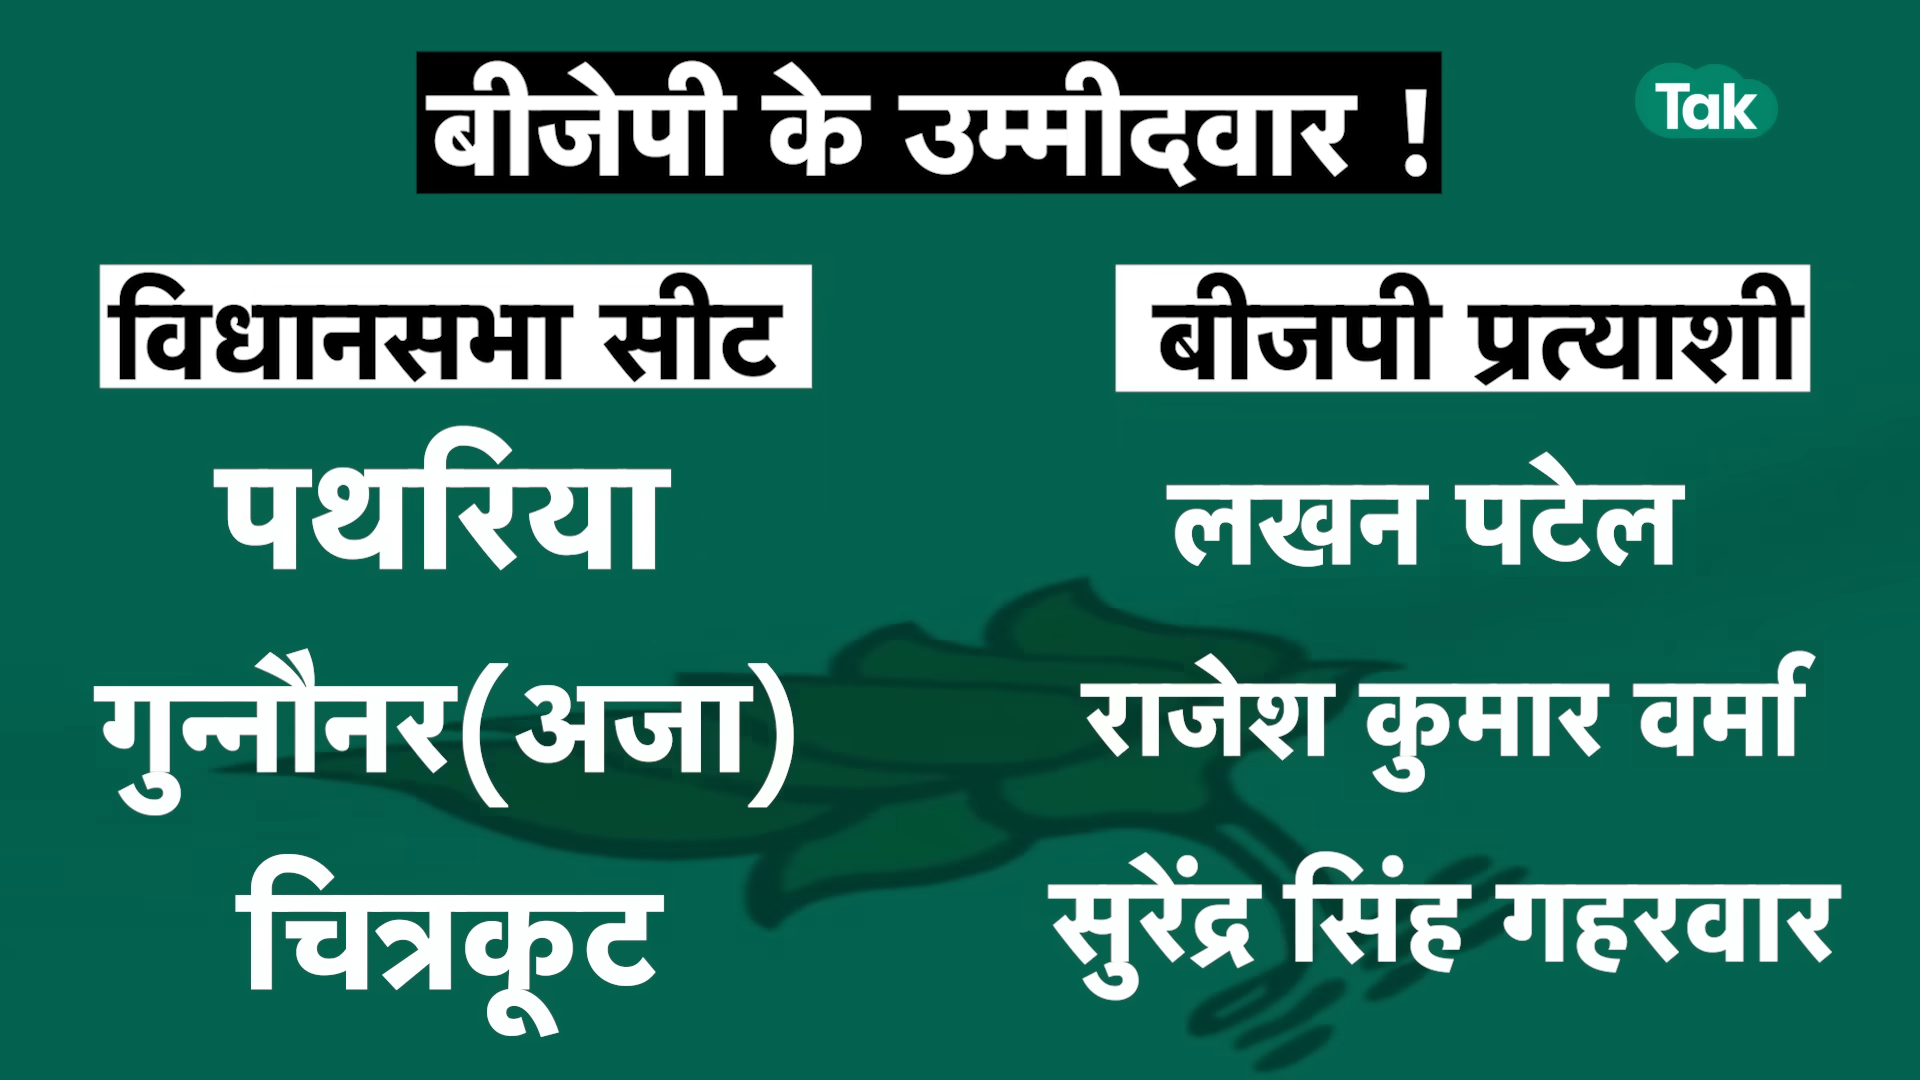 बीजेपी के उम्मीदवार !
Tak
विधानसभा सीट
बीजपी प्रत्याशी
पथरिया
लखन पटेल
गुन्नौनर(अजा)
राजेश कुमार वर्मा
चित्रकूट
सुरेंद्र सिंह गहरवार